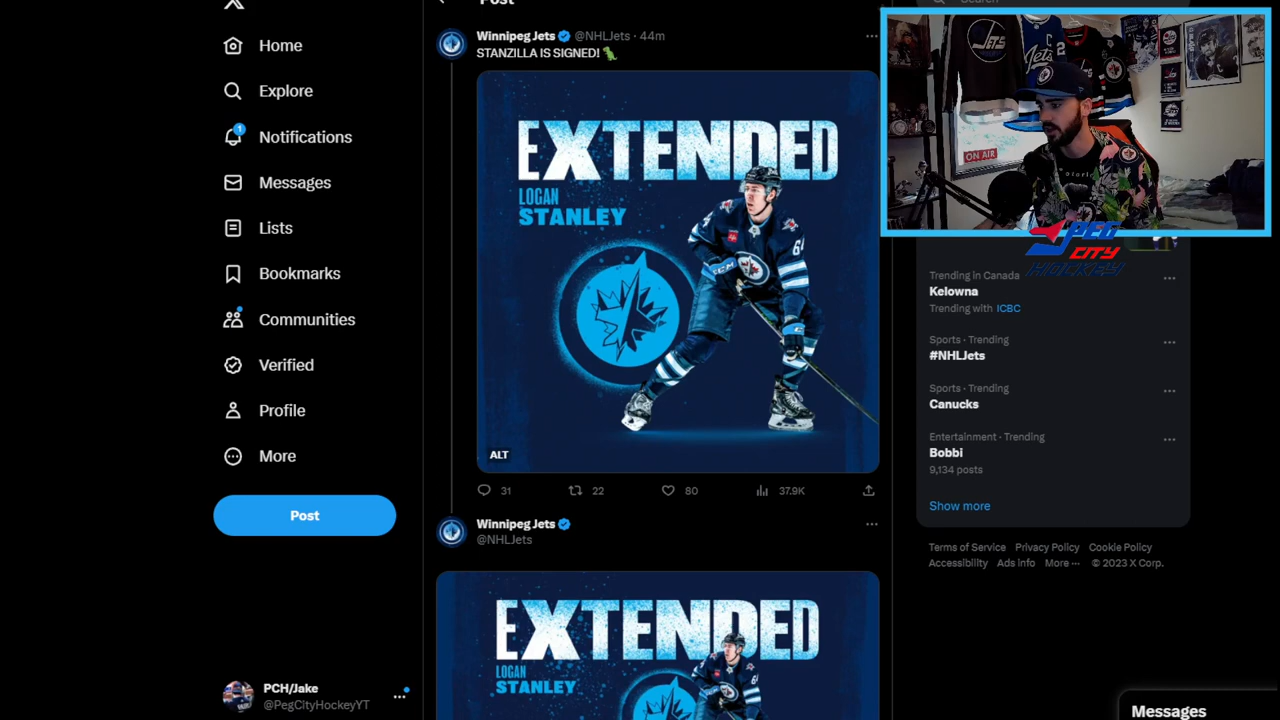 Home
Explore
1
Notifications
Messages
Lists
Bookmarks
Communities
Verified
Profile
More
Post
PCH/Jake
@PegCityHockeyYT
Post
Winnipeg Jets @NHLJets · 44m
STANZILLA IS SIGNED!
EXTENDED
LOGAN
STANLEY
ALT
31 22 80 37.9K
Winnipeg Jets
@NHLJets
EXTENDED
LOGAN
STANLEY
Search
JETS
Jets
ON AIR
PEG
CITY
HOCKEY
Trending in Canada
Kelowna
Trending with ICBC
Sports · Trending
#NHLJets
Sports · Trending
Canucks
Entertainment · Trending
Bobbi
9,134 posts
Show more
Terms of Service Privacy Policy Cookie Policy
Accessibility Ads info More ··· © 2023 X Corp.
Messages